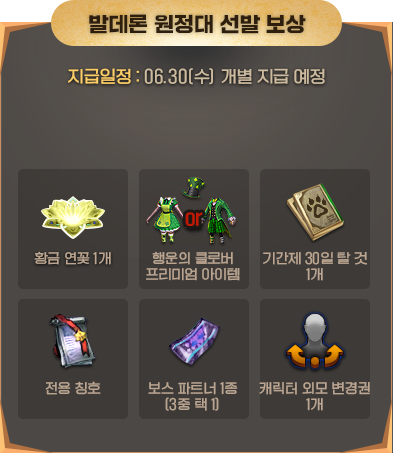 발데론 원정대 선발 보상
지급일정 : 06.30(수) 개별 지급 예정
황금 연꽃 1개
or
행운의 클로버
프리미엄 아이템
기간제 30일 탈 것
1개
전용 칭호
보스 파트너 1종
(3종 택 1)
캐릭터 외모 변경권
1개